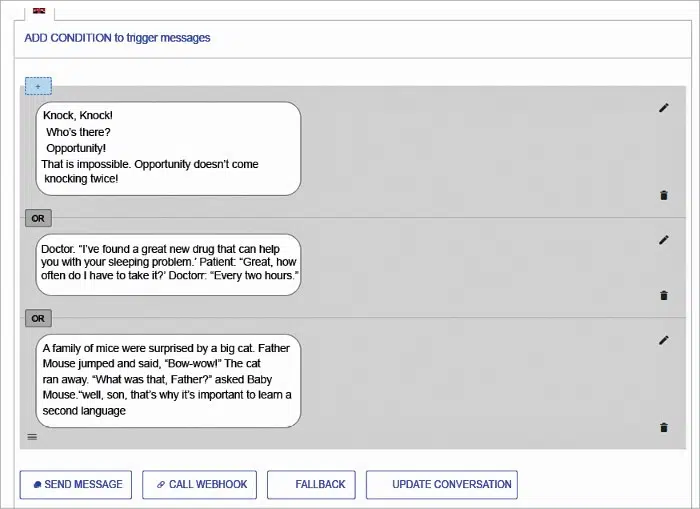 ADD CONDITION to trigger messages
+
Knock, Knock!
Who's there?
Opportunity!
That is impossible. Opportunity doesn't come
knocking twice!
OR
Doctor. "I've found a great new drug that can help
you with your sleeping problem.' Patient: "Great, how
often do I have to take it?' Doctorr: "Every two hours."
OR
A family of mice were surprised by a big cat. Father
Mouse jumped and said, "Bow-wow!" The cat
ran away. "What was that, Father?" asked Baby
Mouse."well, son, that's why it's important to learn a
second language
SEND MESSAGE
CALL WEBHOOK
FALLBACK
UPDATE CONVERSATION